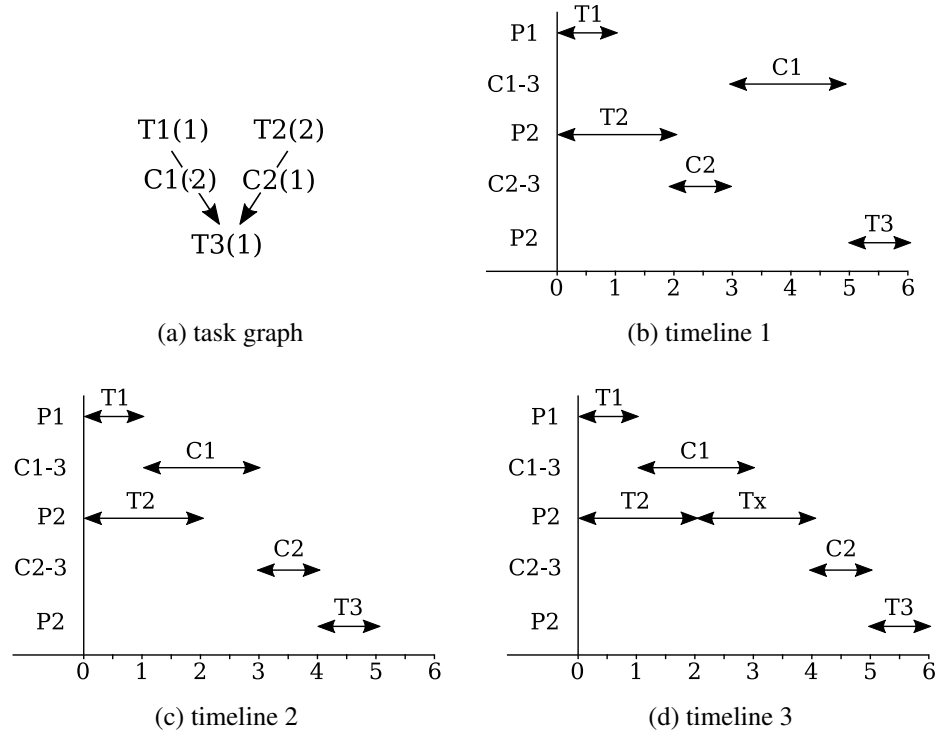 T1(1) T2(2)
C1(2) C2(1)
T3(1)
(a) task graph
P1 T1
C1-3 C1
P2 T2
C2-3 C2
P2 T3
0 1 2 3 4 5 6
(b) timeline 1
P1 T1
C1-3 C1
P2 T2
C2-3 C2
P2 T3
0 1 2 3 4 5 6
(c) timeline 2
P1 T1
C1-3 C1
P2 T2 Tx
C2-3 C2
P2 T3
0 1 2 3 4 5 6
(d) timeline 3